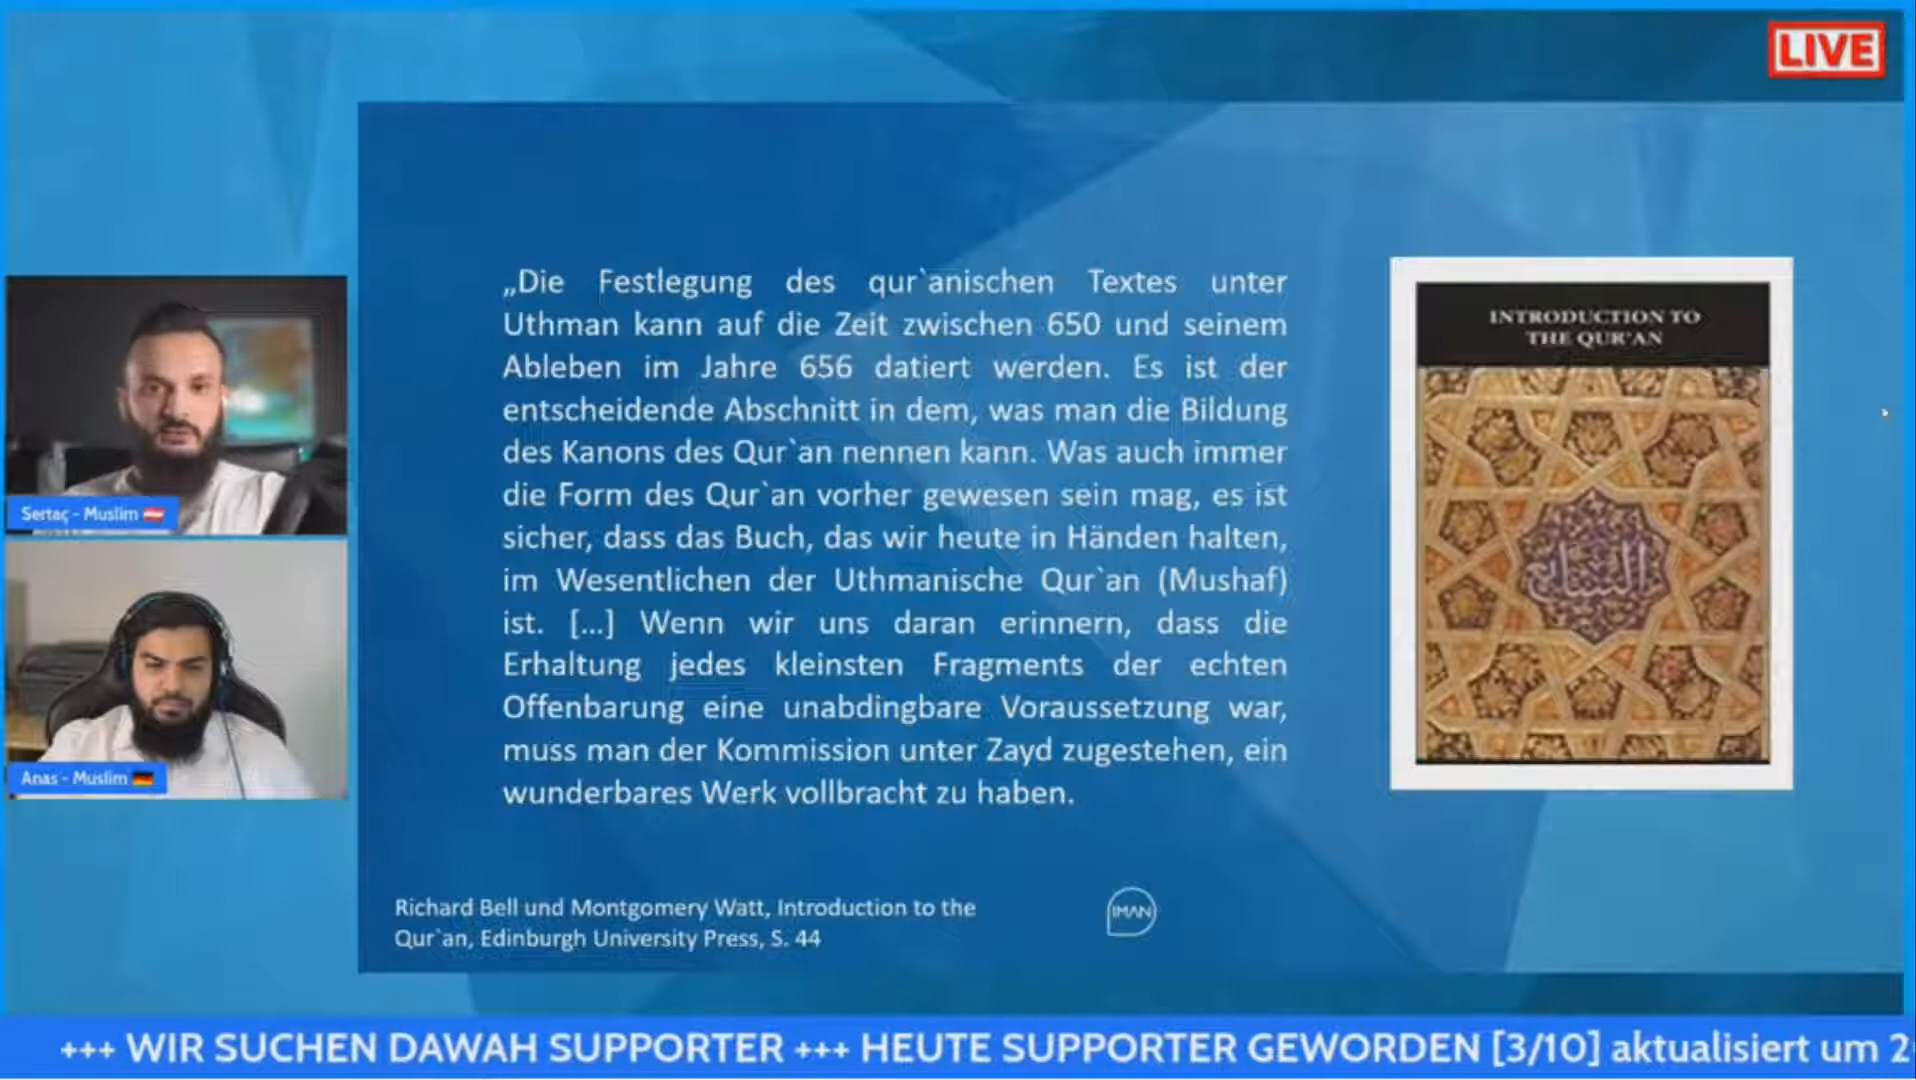 LIVE
„Die Festlegung des qur`anischen Textes unter
Uthman kann auf die Zeit zwischen 650 und seinem
Ableben im Jahre 656 datiert werden. Es ist der
entscheidende Abschnitt in dem, was man die Bildung
des Kanons des Qur`an nennen kann. Was auch immer
die Form des Qur`an vorher gewesen sein mag, es ist
sicher, dass das Buch, das wir heute in Händen halten,
im Wesentlichen der Uthmanische Qur`an (Mushaf)
ist. [...] Wenn wir uns daran erinnern, dass die
Erhaltung jedes kleinsten Fragments der echten
Offenbarung eine unabdingbare Voraussetzung war,
muss man der Kommission unter Zayd zugestehen, ein
wunderbares Werk vollbracht zu haben.
INTRODUCTION TO
THE QUR'AN
Sertaç - Muslim
Anas - Muslim
Richard Bell und Montgomery Watt, Introduction to the
Qur`an, Edinburgh University Press, S. 44
IMAN
+++ WIR SUCHEN DAWAH SUPPORTER +++ HEUTE SUPPORTER GEWORDEN [3/10] aktualisiert um 2